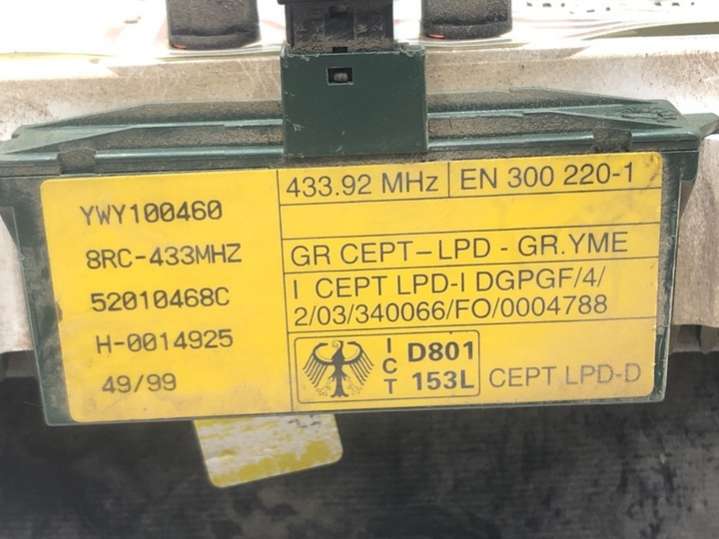 YWY100460
8RC-433MHZ
52010468C
H-0014925
49/99
433.92 MHz
EN 300 220-1
GR CEPT-LPD - GR.YME
I CEPT LPD-I DGPGF/4/
2/03/340066/FO/0004788
ICT
D801
153L
CEPT LPD-D